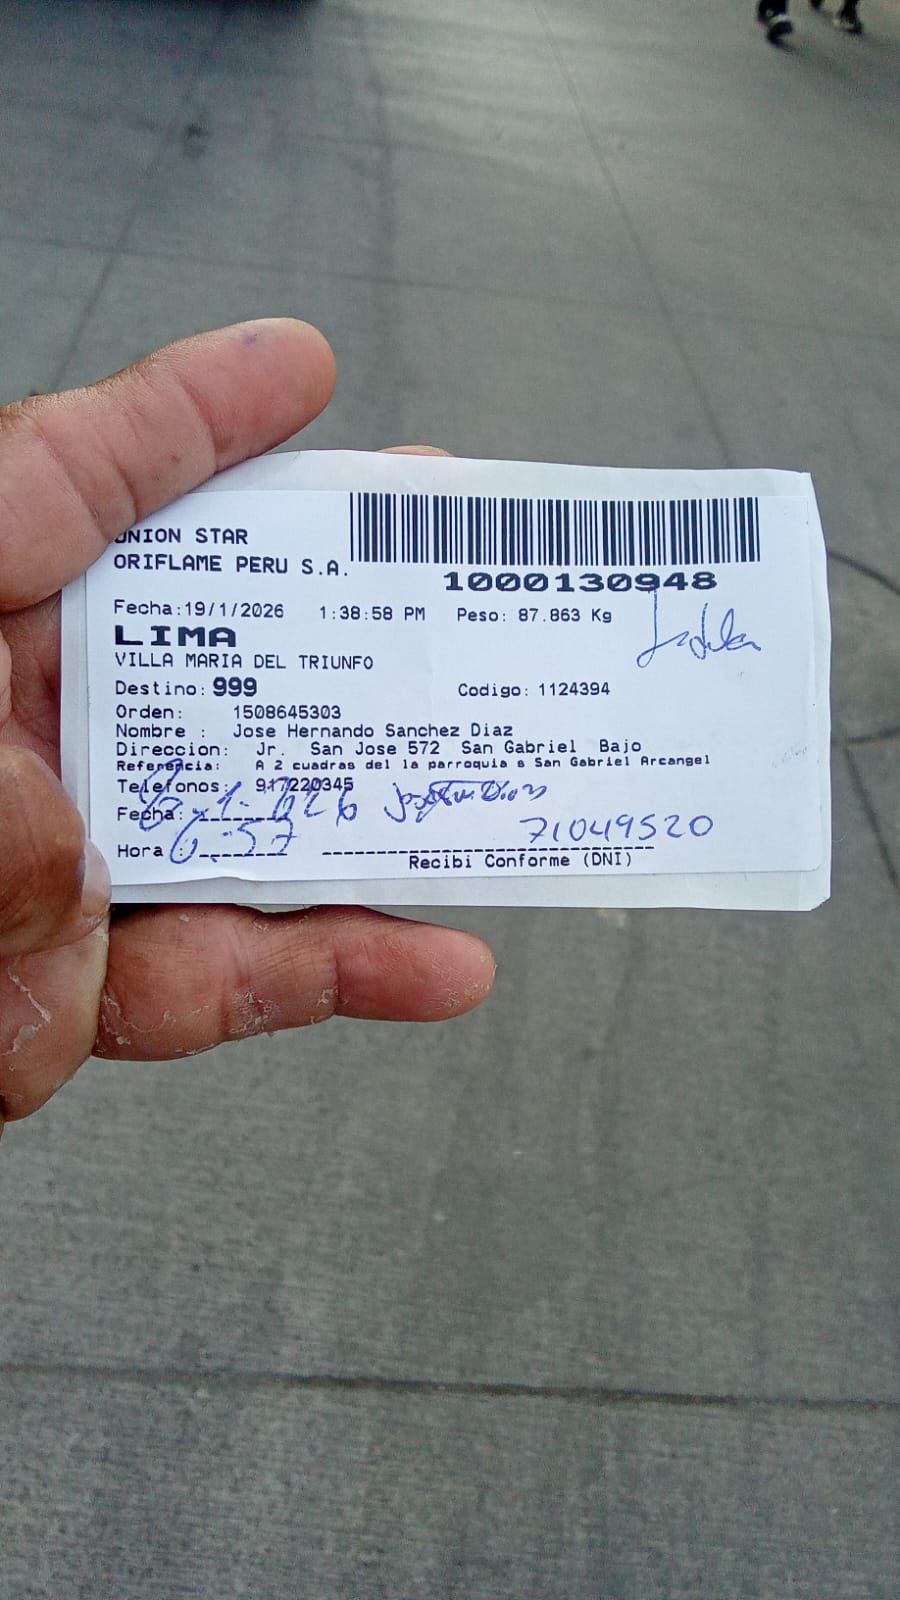 UNION STAR
ORIFLAME PERU S.A.
1000130948
Fecha:19/1/2026 1:38:58 PM Peso: 87.863 Kg
LIMA
VILLA MARIA DEL TRIUNFO
Destino: 999 Codigo: 1124394
Orden: 1508645303
Nombre : Jose Hernando Sanchez Diaz
Direccion: Jr. San Jose 572 San Gabriel Bajo
Referencia: A 2 cuadras del la parroquia s San Gabriel Arcangel
Telefonos: 917220345
Fecha:
71049520
Hora : 6:57
Recibi Conforme (DNI)